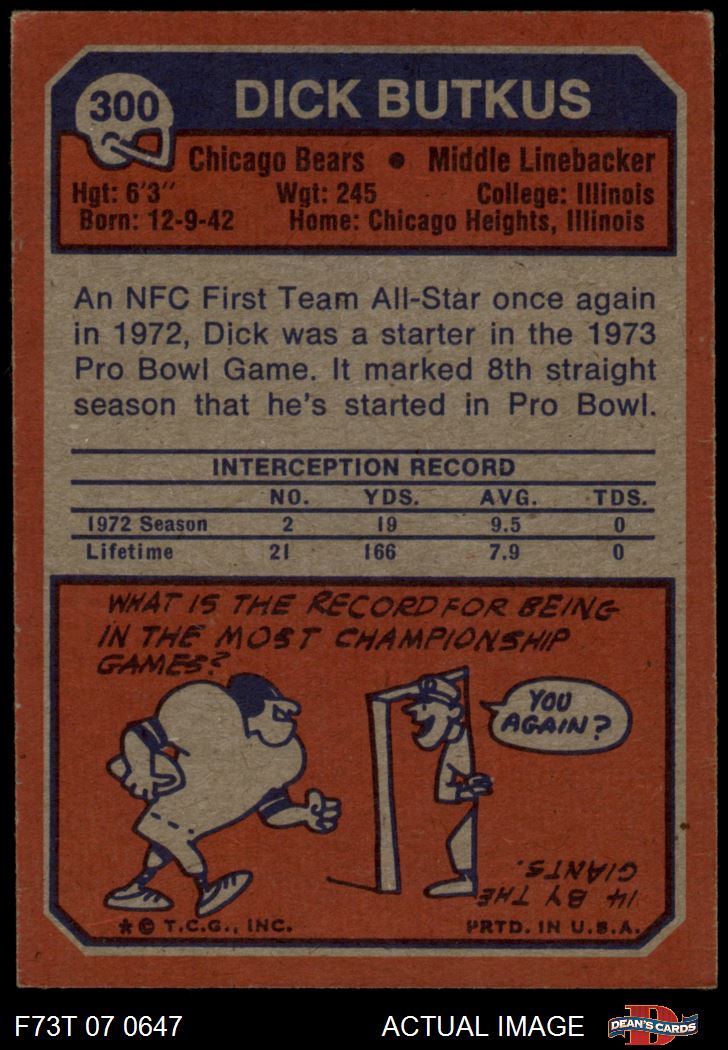 300
DICK BUTKUS
Chicago Bears • Middle Linebacker
Hgt: 6'3" Wgt: 245 College: Illinois
Born: 12-9-42 Home: Chicago Heights, Illinois
An NFC First Team All-Star once again
in 1972, Dick was a starter in the 1973
Pro Bowl Game. It marked 8th straight
season that he's started in Pro Bowl.
INTERCEPTION RECORD
NO. YDS. AVG. TDS.
1972 Season 2 19 9.5 0
Lifetime 21 166 7.9 0
WHAT IS THE RECORD FOR BEING
IN THE MOST CHAMPIONSHIP
GAMES?
YOU
AGAIN?
14 BY THE
GIANTS.
* © T.C.G., INC. PRTD. IN U.S.A.
F73T 07 0647 ACTUAL IMAGE
D
DEAN'S CARDS